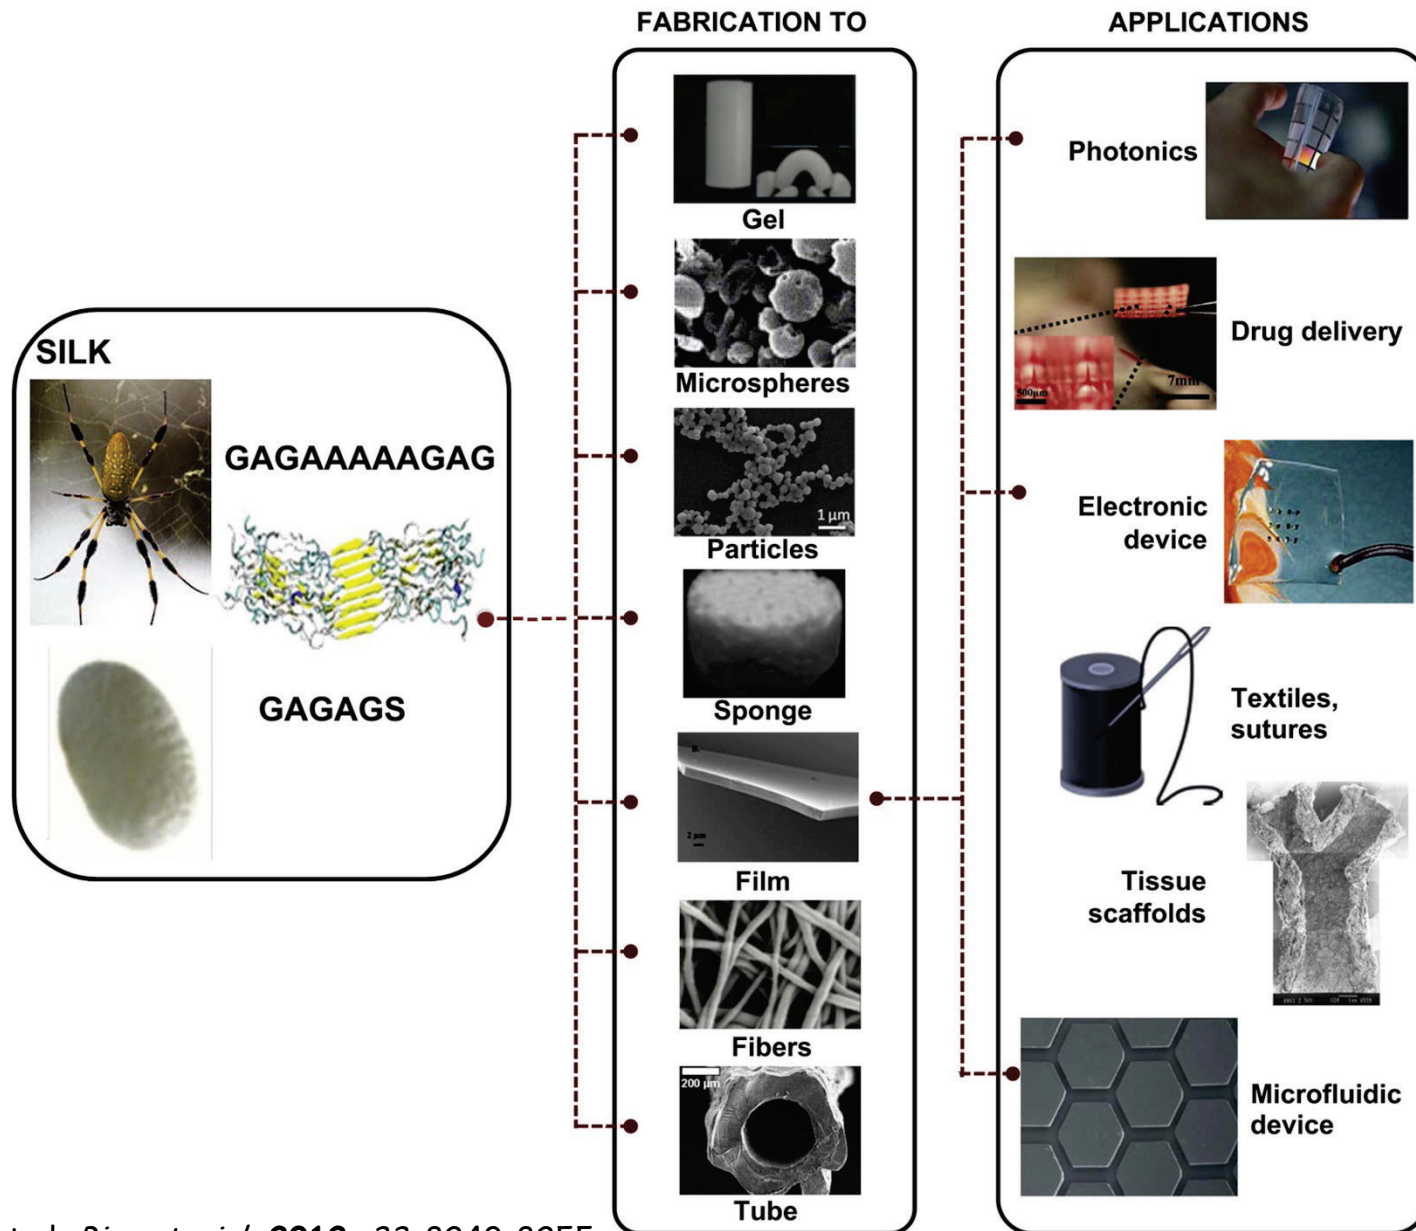 FABRICATION TO
APPLICATIONS
SILK
GAGAAAAAGAG
GAGAGS
Gel
Microspheres
1 µm
Particles
Sponge
2 µm
Film
Fibers
200 µm
Tube
Photonics
500µm
7mm
Drug delivery
Electronic
device
Textiles,
sutures
Tissue
scaffolds
Microfluidic
device